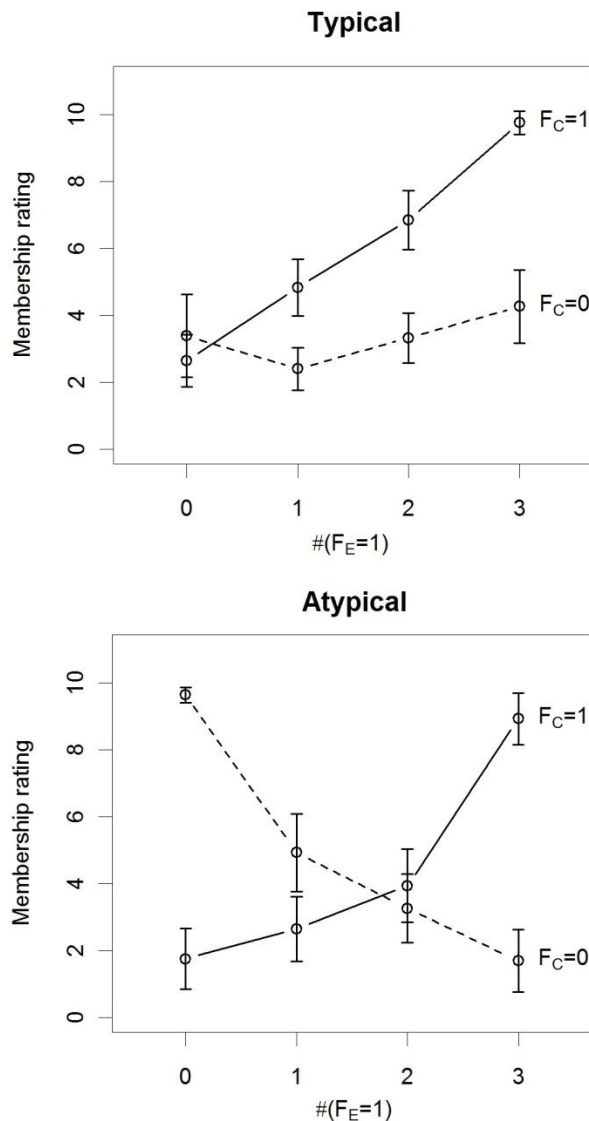 Typical
Membership rating
10
8
6
4
2
0
F_C=1
F_C=0
0 1 2 3
#(F_E=1)
Atypical
Membership rating
10
8
6
4
2
0
F_C=1
F_C=0
0 1 2 3
#(F_E=1)